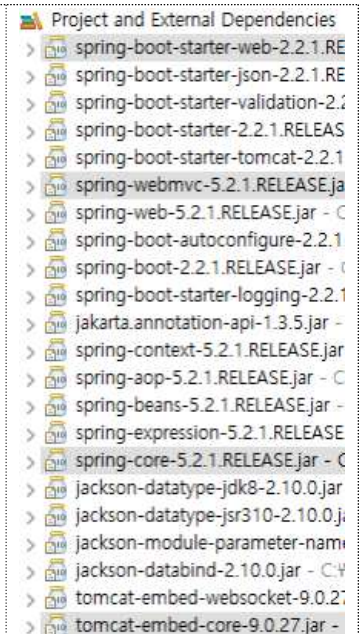 Project and External Dependencies
spring-boot-starter-web-2.2.1.RE
spring-boot-starter-json-2.2.1.RE
spring-boot-starter-validation-2.2
spring-boot-starter-2.2.1.RELEAS
spring-boot-starter-tomcat-2.2.1
spring-webmvc-5.2.1.RELEASE.ja
spring-web-5.2.1.RELEASE.jar - C
spring-boot-autoconfigure-2.2.1
spring-boot-2.2.1.RELEASE.jar -
spring-boot-starter-logging-2.2.1
jakarta.annotation-api-1.3.5.jar -
spring-context-5.2.1.RELEASE.jar
spring-aop-5.2.1.RELEASE.jar - C
spring-beans-5.2.1.RELEASE.jar -
spring-expression-5.2.1.RELEASE
spring-core-5.2.1.RELEASE.jar - C
jackson-datatype-jdk8-2.10.0.jar
jackson-datatype-jsr310-2.10.0.ja
jackson-module-parameter-name
jackson-databind-2.10.0.jar - C:\
tomcat-embed-websocket-9.0.27
tomcat-embed-core-9.0.27.jar -